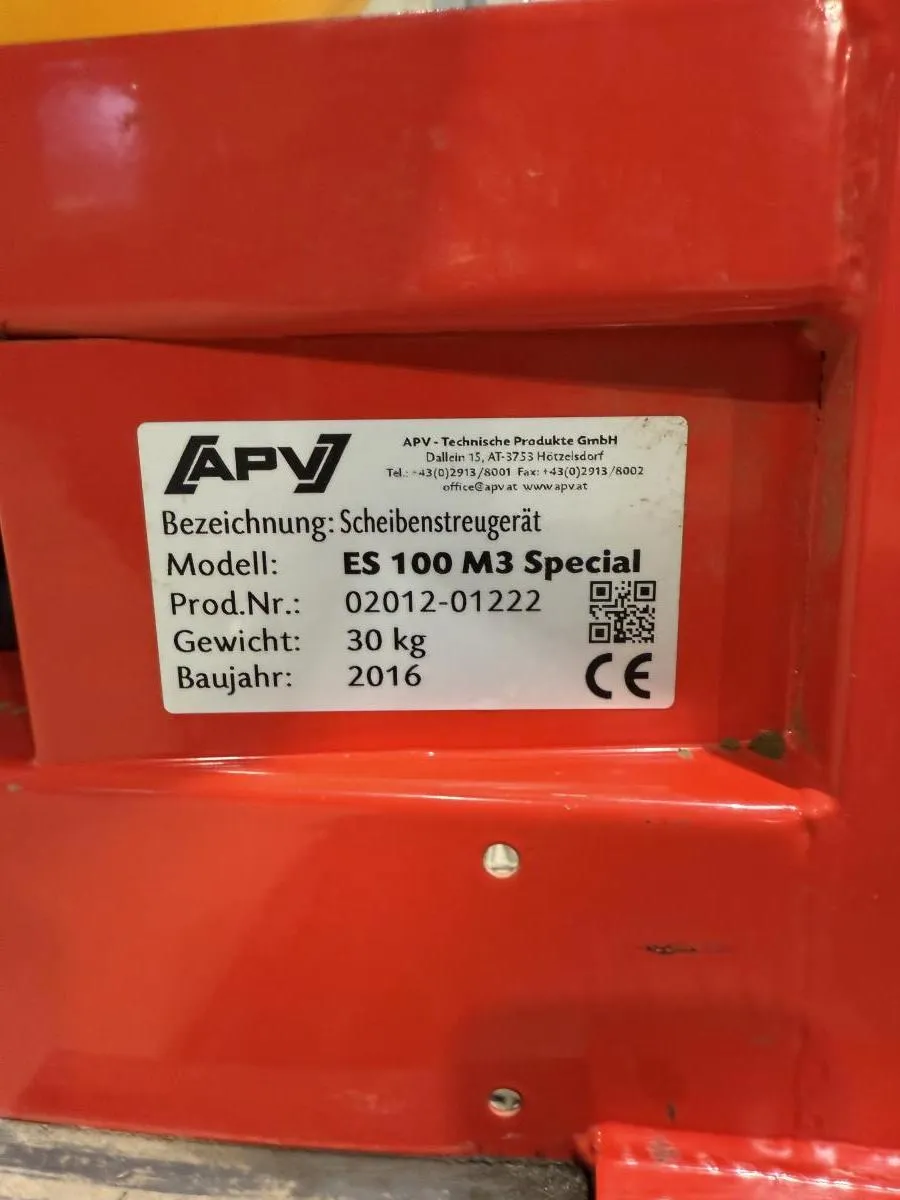 APV
APV - Technische Produkte GmbH
Dallein 15, AT-3753 Hötzelsdorf
Tel.: +43(0)2913/8001 Fax: +43(0)2913/8002
office@apv.at www.apv.at
Bezeichnung: Scheibenstreugerät
Modell: ES 100 M3 Special
Prod.Nr.: 02012-01222
Gewicht: 30 kg
Baujahr: 2016
CE